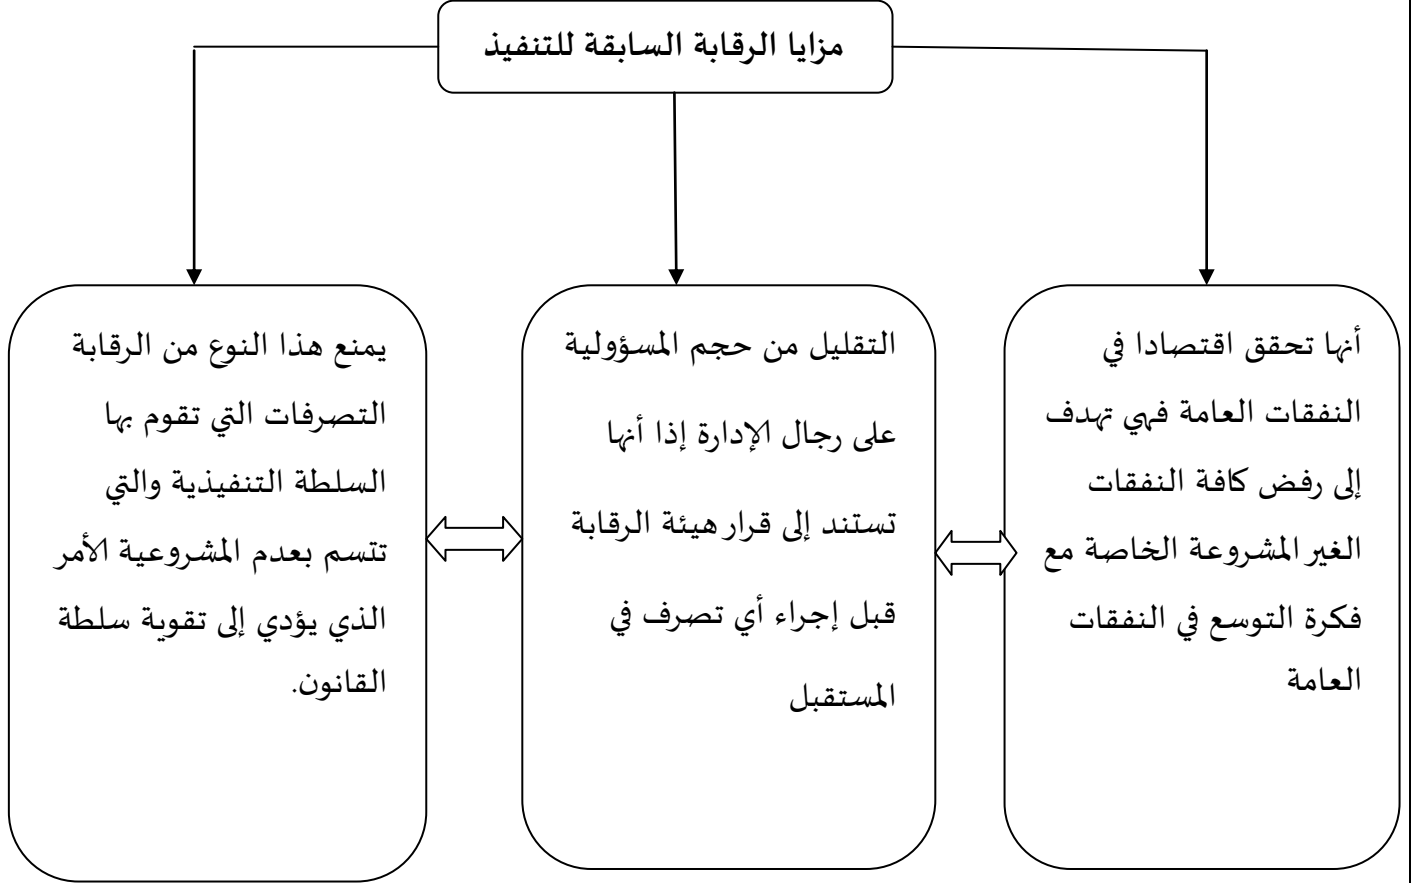 مزايا الرقابة السابقة للتنفيذ
أنها تحقق اقتصادا في
النفقات العامة فهي تهدف
إلى رفض كافة النفقات
الغير المشروعة الخاصة مع
فكرة التوسع في النفقات
العامة
التقليل من حجم المسؤولية
على رجال الإدارة إذا أنها
تستند إلى قرار هيئة الرقابة
قبل إجراء أي تصرف في
المستقبل
يمنع هذا النوع من الرقابة
التصرفات التي تقوم بها
السلطة التنفيذية والتي
تتسم بعدم المشروعية الأمر
الذي يؤدي إلى تقوية سلطة
القانون.